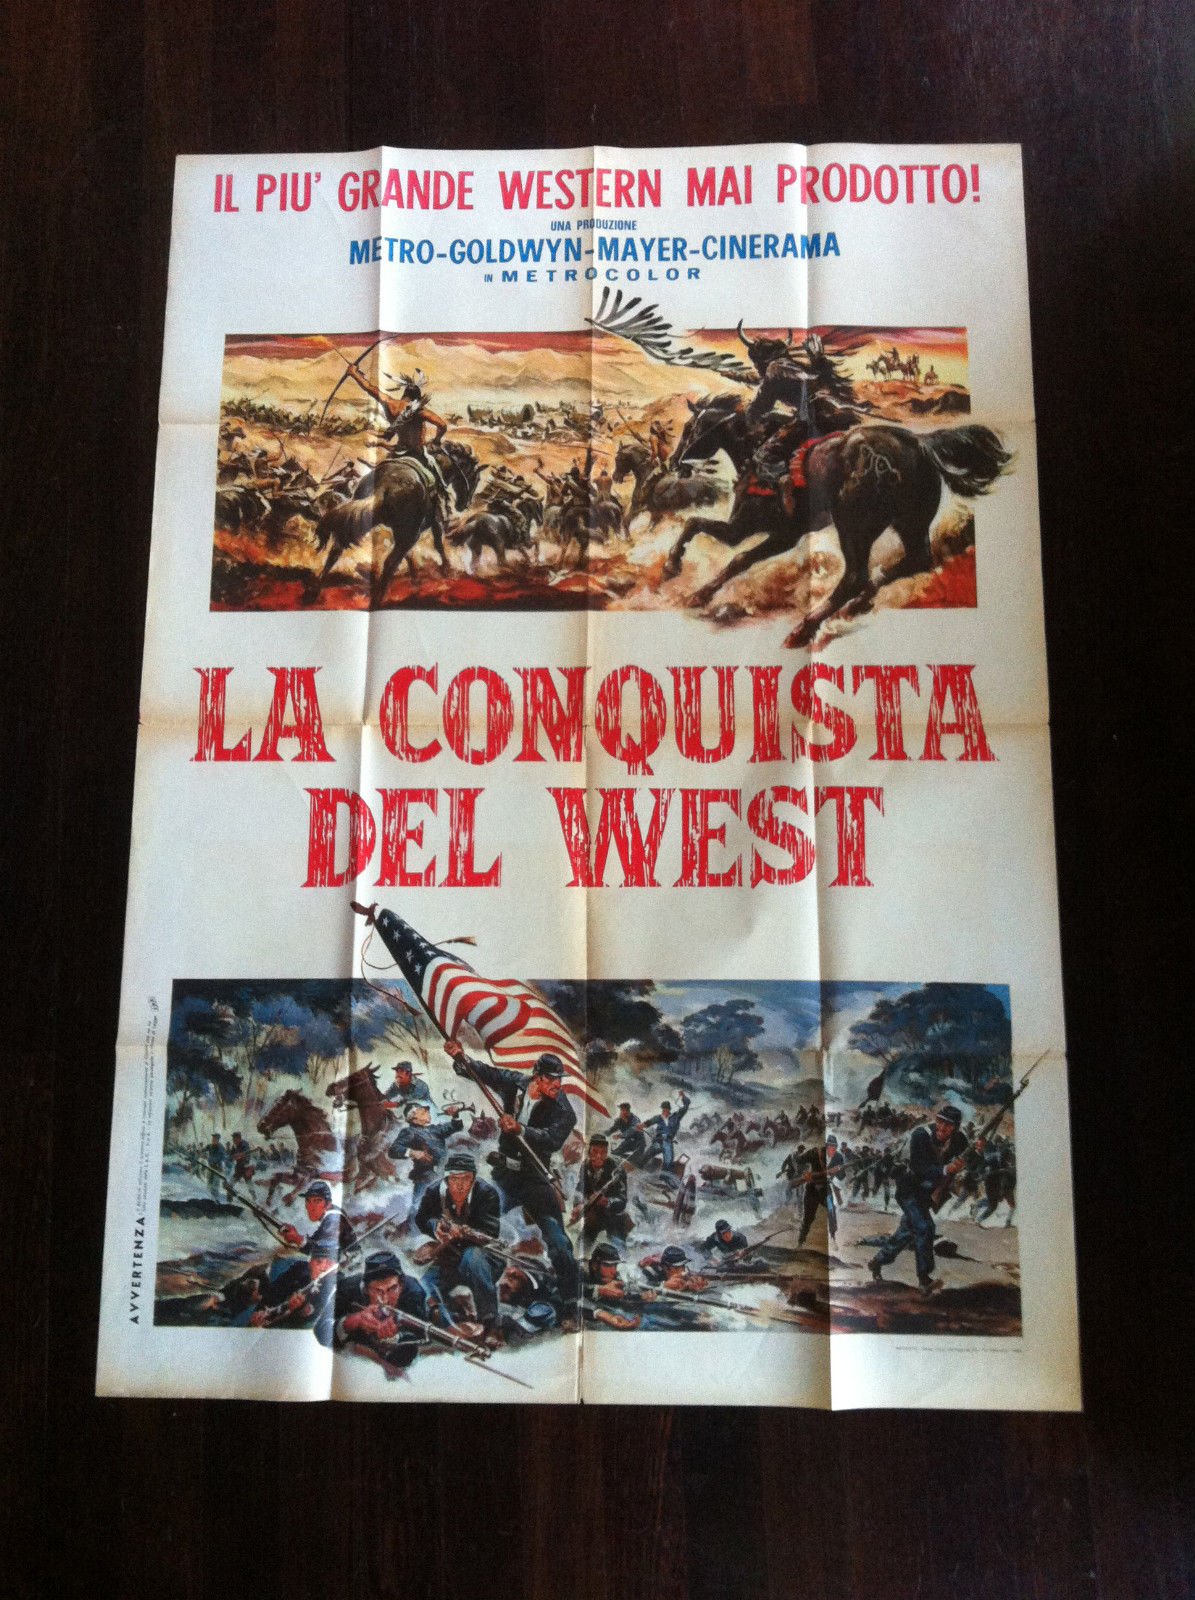 IL PIU' GRANDE WESTERN MAI PRODOTTO!
UNA PRODUZIONE
METRO-GOLDWYN-MAYER-CINERAMA
IN METROCOLOR
LA CONQUISTA
DEL WEST
AVVERTENZA